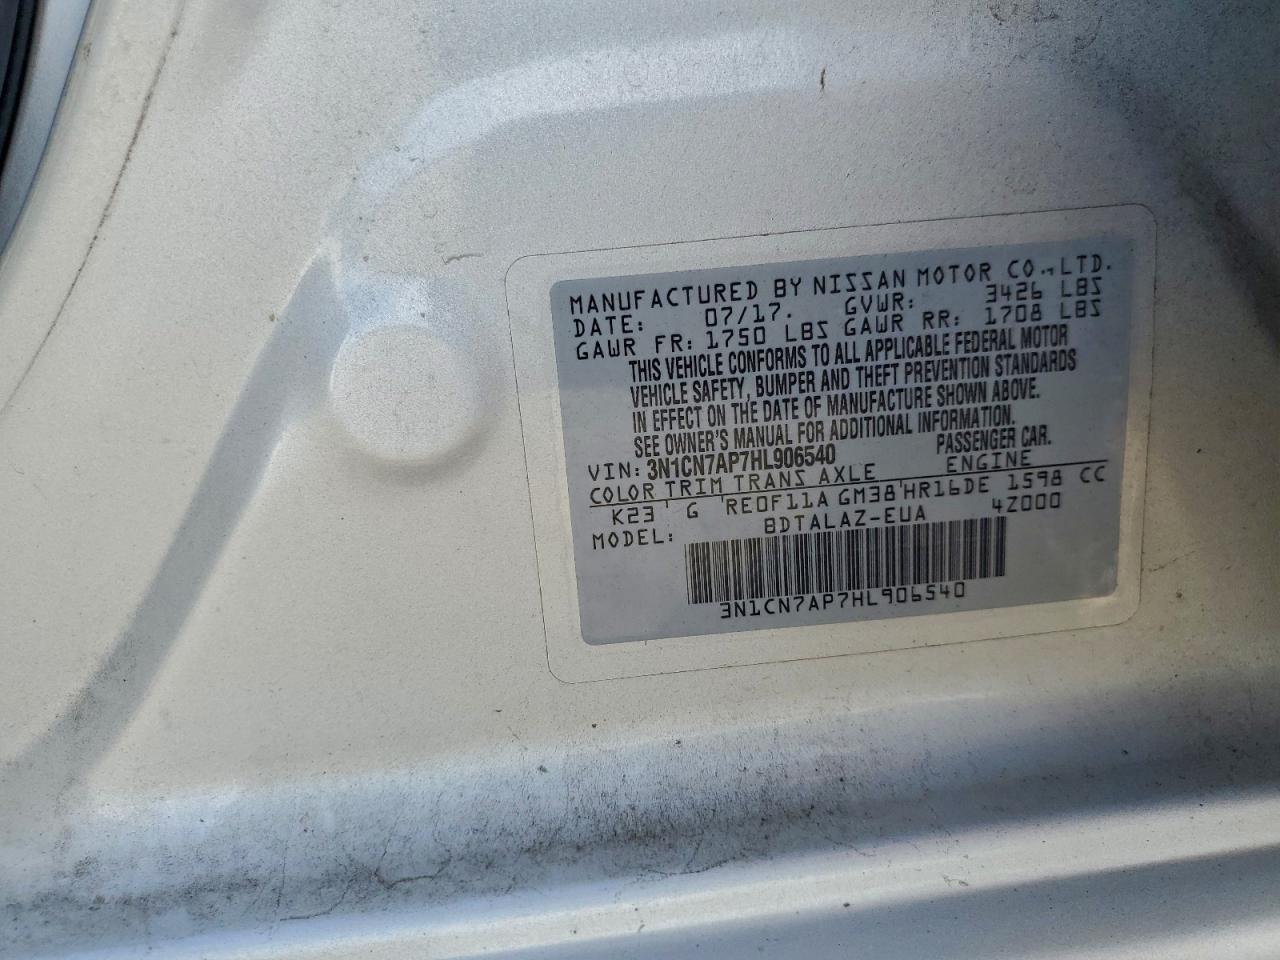 MANUFACTURED BY NISSAN MOTOR CO., LTD.
DATE: 07/17. GVWR: 3426 LBS
GAWR FR: 1750 LBS GAWR RR: 1708 LBS
THIS VEHICLE CONFORMS TO ALL APPLICABLE FEDERAL MOTOR
VEHICLE SAFETY, BUMPER AND THEFT PREVENTION STANDARDS
IN EFFECT ON THE DATE OF MANUFACTURE SHOWN ABOVE.
SEE OWNER'S MANUAL FOR ADDITIONAL INFORMATION.
VIN: 3N1CN7AP7HL906540 PASSENGER CAR.
COLOR TRIM TRANS AXLE ENGINE
K23 ' G ' RE0F11A GM38 ' HR16DE 1598 CC
MODEL: BDTALAZ-EUA 4Z000
3N1CN7AP7HL906540